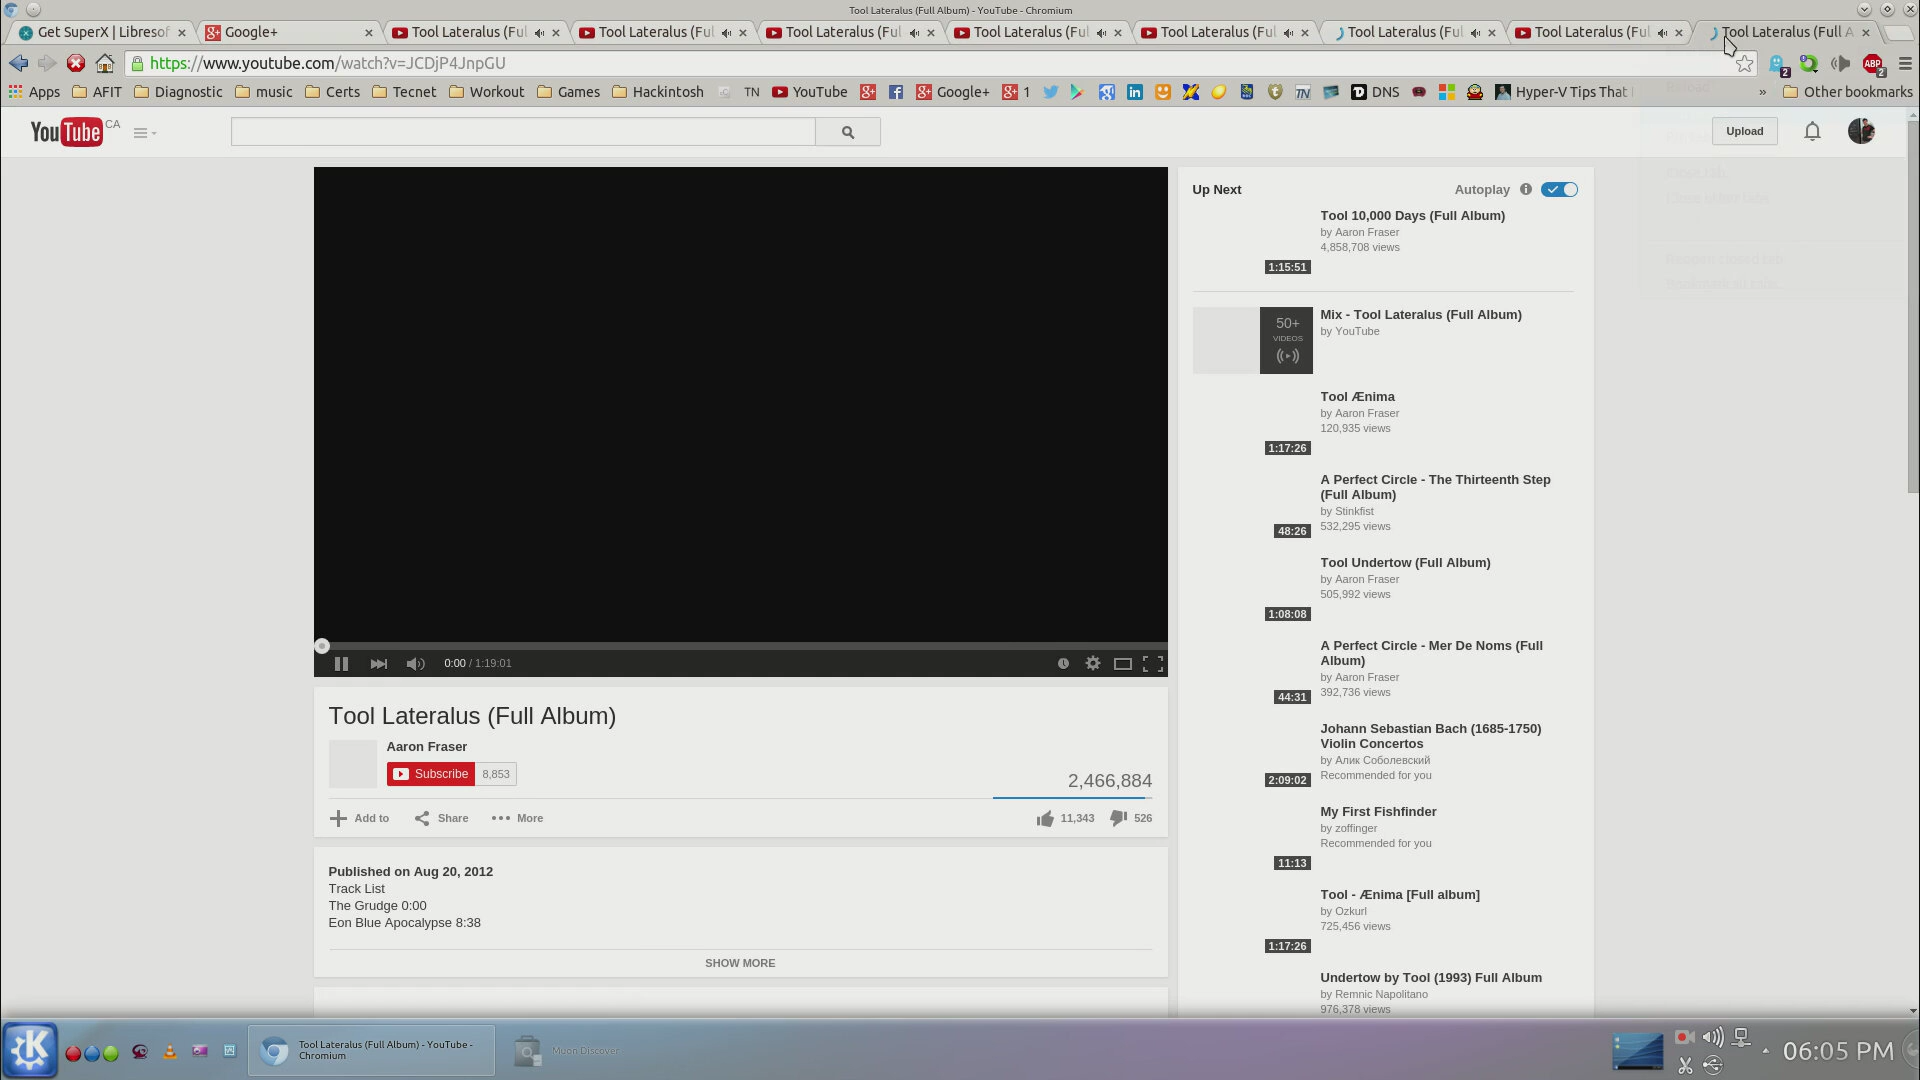 Tool Lateralus (Full Album) - YouTube - Chromium
Get SuperX | Libresof
Google+
Tool Lateralus (Ful
Tool Lateralus (Ful
Tool Lateralus (Ful
Tool Lateralus (Ful
Tool Lateralus (Ful
Tool Lateralus (Ful
Tool Lateralus (Ful
Tool Lateralus (Full A
https://www.youtube.com/watch?v=JCDjP4JnpGU
2
ABP
2
Apps
AFIT
Diagnostic
music
Certs
Tecnet
Workout
Games
Hackintosh
TN
YouTube
Google+
1
DNS
Hyper-V Tips That
»
Other bookmarks
YouTube CA
Upload
Up Next
Autoplay
Tool 10,000 Days (Full Album)
by Aaron Fraser
4,858,708 views
1:15:51
50+
VIDEOS
Mix - Tool Lateralus (Full Album)
by YouTube
Tool Ænima
by Aaron Fraser
120,935 views
1:17:26
A Perfect Circle - The Thirteenth Step
(Full Album)
by Stinkfist
532,295 views
48:26
Tool Undertow (Full Album)
by Aaron Fraser
505,992 views
1:08:08
A Perfect Circle - Mer De Noms (Full
Album)
by Aaron Fraser
392,736 views
44:31
Johann Sebastian Bach (1685-1750)
Violin Concertos
by Алик Соболевский
Recommended for you
2:09:02
My First Fishfinder
by zoffinger
Recommended for you
11:13
Tool - Ænima [Full album]
by Ozkurl
725,456 views
1:17:26
Undertow by Tool (1993) Full Album
by Remnic Napolitano
976,378 views
0:00 / 1:19:01
Tool Lateralus (Full Album)
Aaron Fraser
Subscribe
8,853
2,466,884
Add to
Share
More
11,343
526
Published on Aug 20, 2012
Track List
The Grudge 0:00
Eon Blue Apocalypse 8:38
SHOW MORE
Tool Lateralus (Full Album) - YouTube -
Chromium
Muon Discover
06:05 PM